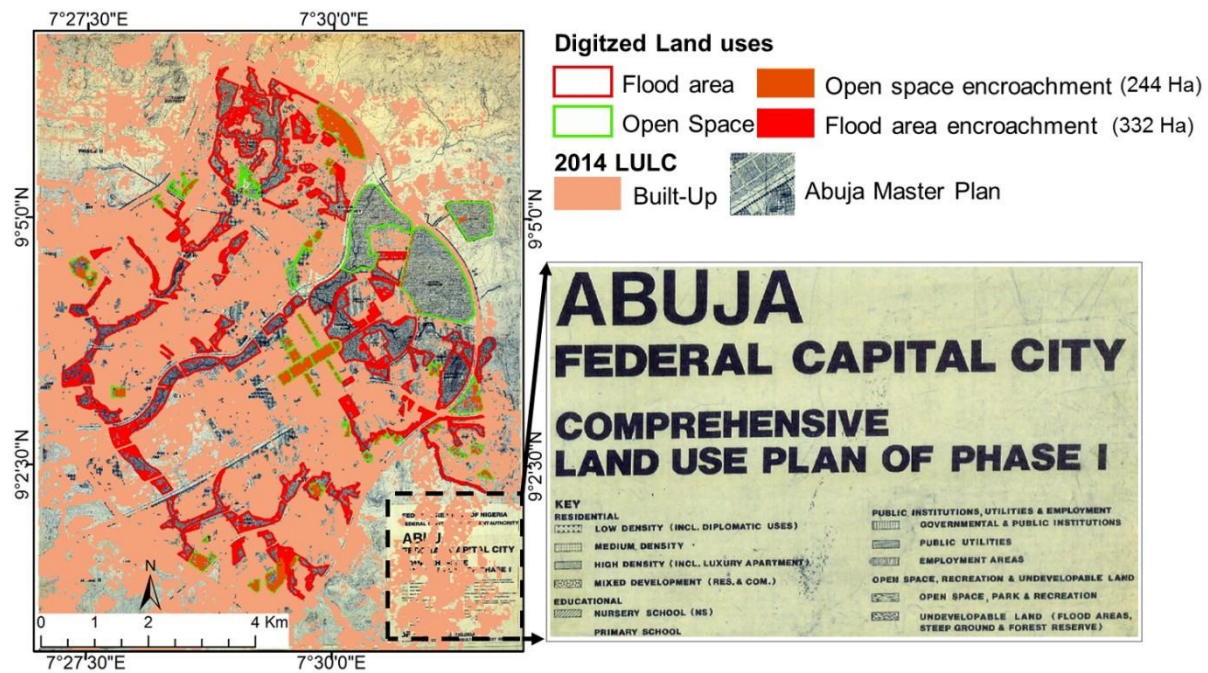 7°27'30"E 7°30'0"E
9°5'0"N
9°5'0"N
9°2'30"N
9°2'30"N
N
0 1 2 4 Km
7°27'30"E 7°30'0"E
Digitzed Land uses
Flood area
Open space encroachment (244 Ha)
Open Space
Flood area encroachment (332 Ha)
2014 LULC
Built-Up
Abuja Master Plan
ABUJA
FEDERAL CAPITAL CITY
COMPREHENSIVE
LAND USE PLAN OF PHASE I
KEY
RESIDENTIAL
LOW DENSITY (INCL. DIPLOMATIC USES)
MEDIUM DENSITY
HIGH DENSITY (INCL. LUXURY APARTMENT)
MIXED DEVELOPMENT (RES. & COM.)
EDUCATIONAL
NURSERY SCHOOL (NS)
PRIMARY SCHOOL
PUBLIC INSTITUTIONS, UTILITIES & EMPLOYMENT
GOVERNMENTAL & PUBLIC INSTITUTIONS
PUBLIC UTILITIES
EMPLOYMENT AREAS
OPEN SPACE, RECREATION & UNDEVELOPABLE LAND
OPEN SPACE, PARK & RECREATION
UNDEVELOPABLE LAND (FLOOD AREAS,
STEEP GROUND & FOREST RESERVE)